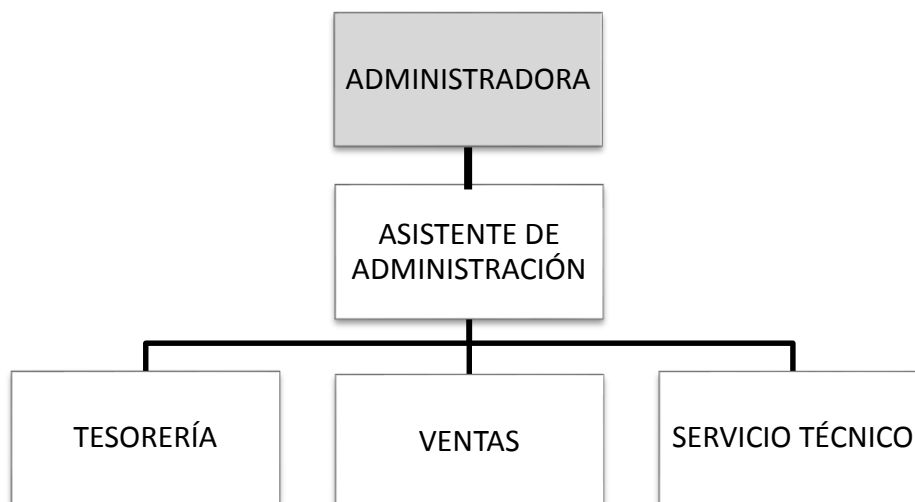 ADMINISTRADORA
ASISTENTE DE
ADMINISTRACIÓN
TESORERÍA
VENTAS
SERVICIO TÉCNICO